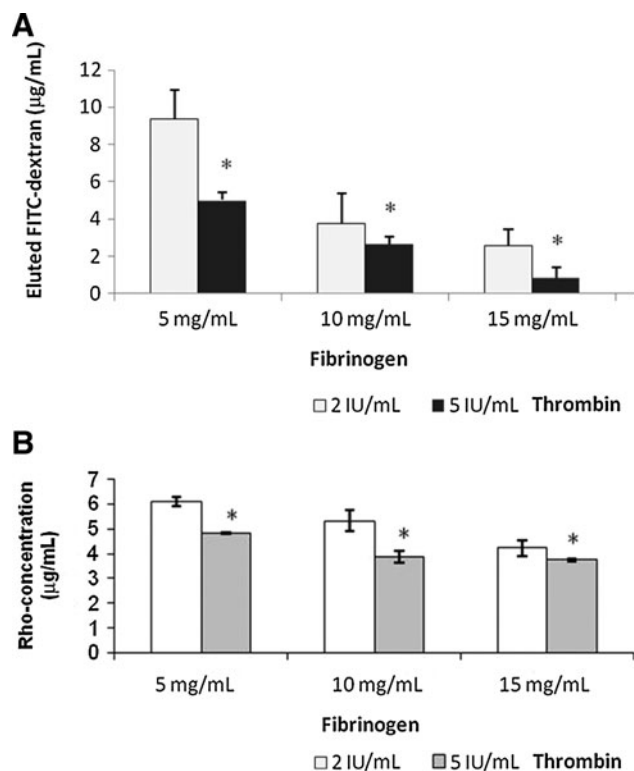 A
Eluted FITC-dextran (µg/mL)
12
10
8
6
4
2
0
*
*
*
5 mg/mL 10 mg/mL 15 mg/mL
Fibrinogen
2 IU/mL 5 IU/mL Thrombin
B
Rho-concentration
(µg/mL)
7
6
5
4
3
2
1
0
*
*
*
5 mg/mL 10 mg/mL 15 mg/mL
Fibrinogen
2 IU/mL 5 IU/mL Thrombin